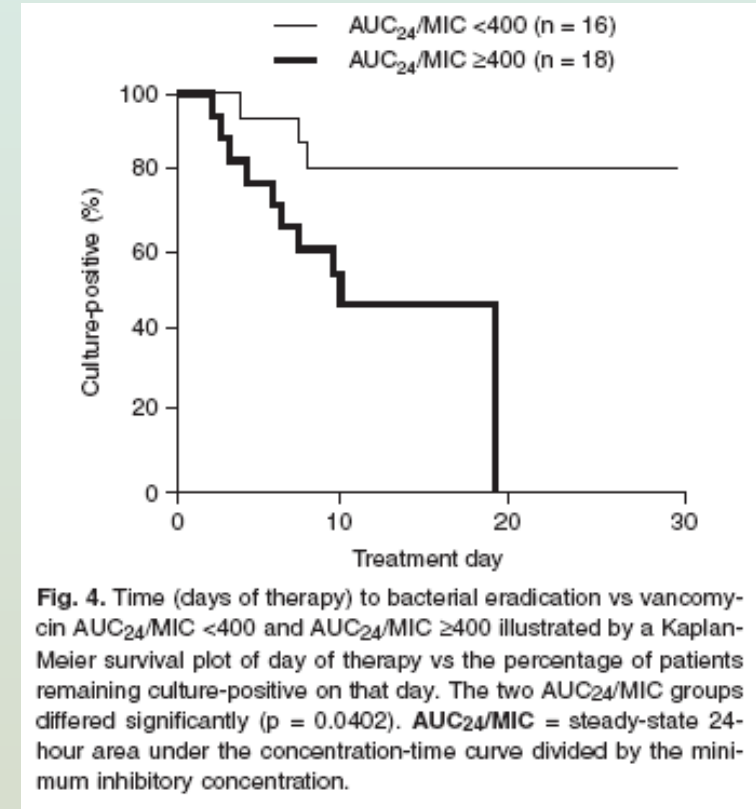 AUC24/MIC <400 (n = 16)
AUC24/MIC ≥400 (n = 18)
100
80
60
40
20
0
Culture-positive (%)
0 10 20 30
Treatment day
Fig. 4. Time (days of therapy) to bacterial eradication vs vancomy-
cin AUC24/MIC <400 and AUC24/MIC ≥400 illustrated by a Kaplan-
Meier survival plot of day of therapy vs the percentage of patients
remaining culture-positive on that day. The two AUC24/MIC groups
differed significantly (p = 0.0402). AUC24/MIC = steady-state 24-
hour area under the concentration-time curve divided by the mini-
mum inhibitory concentration.